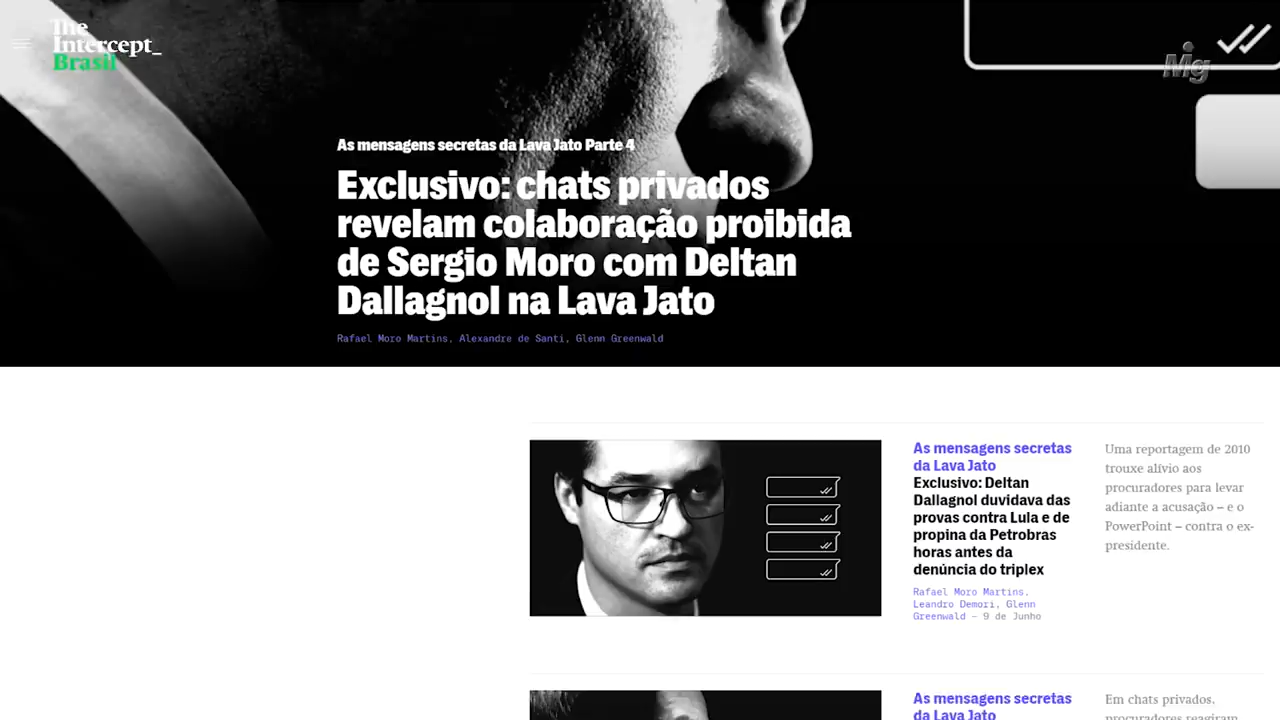 The
Intercept_
Brasil
Mg
As mensagens secretas da Lava Jato Parte 4
Exclusivo: chats privados
revelam colaboração proibida
de Sergio Moro com Deltan
Dallagnol na Lava Jato
Rafael Moro Martins, Alexandre de Santi, Glenn Greenwald
As mensagens secretas
da Lava Jato
Exclusivo: Deltan
Dallagnol duvidava das
provas contra Lula e de
propina da Petrobras
horas antes da
denúncia do triplex
Rafael Moro Martins,
Leandro Demori, Glenn
Greenwald – 9 de Junho
Uma reportagem de 2010
trouxe alívio aos
procuradores para levar
adiante a acusação – e o
PowerPoint – contra o ex-
presidente.
As mensagens secretas
da Lava Jato
Em chats privados,
procuradores reagiram